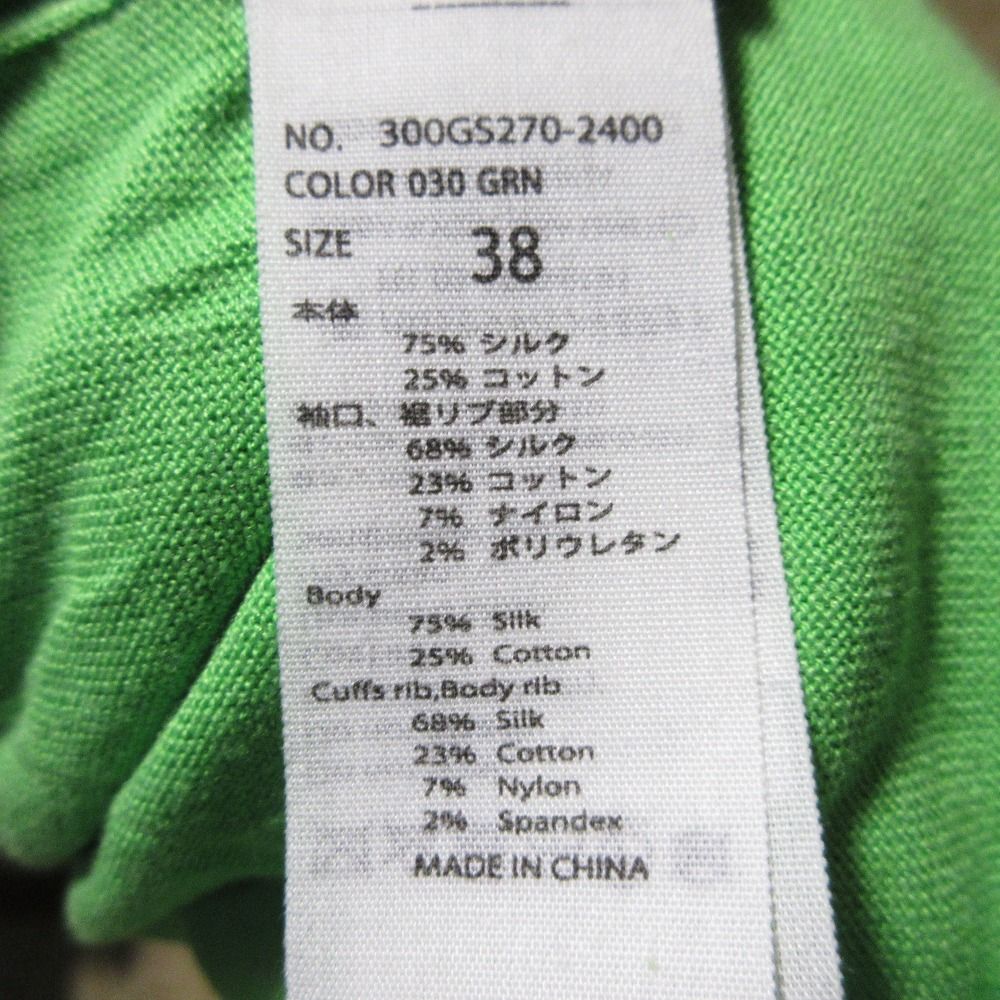 NO. 300GS270-2400
COLOR 030 GRN
SIZE 38
本体
75% シルク
25% コットン
袖口、裾リブ部分
68% シルク
23% コットン
7% ナイロン
2% ポリウレタン
Body
75% Silk
25% Cotton
Cuffs rib,Body rib
68% Silk
23% Cotton
7% Nylon
2% Spandex
MADE IN CHINA